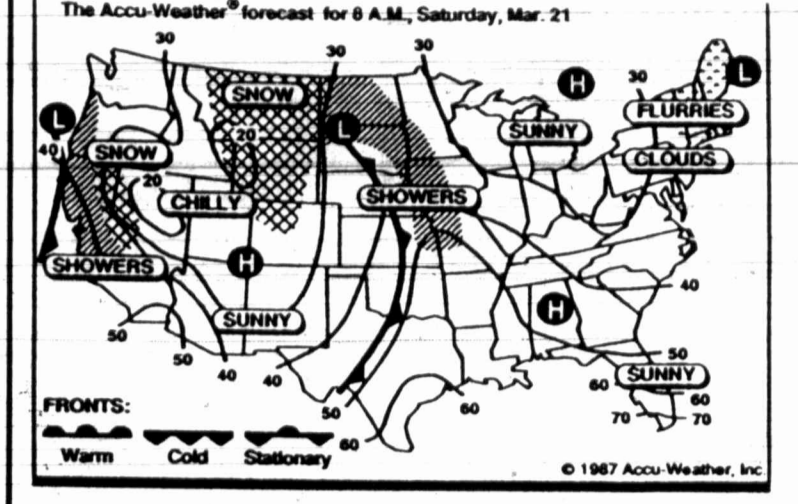 The Accu-Weather® forecast for 8 A.M., Saturday, Mar. 21
30
30
30
30
H
L
SNOW
FLURRIES
L
20
L
SUNNY
40
SNOW
CLOUDS
20
CHILLY
SHOWERS
SHOWERS
H
40
H
SUNNY
50
50
40
40
50
SUNNY
60
60
50
60
70
70
60
FRONTS:
Warm
Cold
Stationary
© 1987 Accu-Weather, Inc.